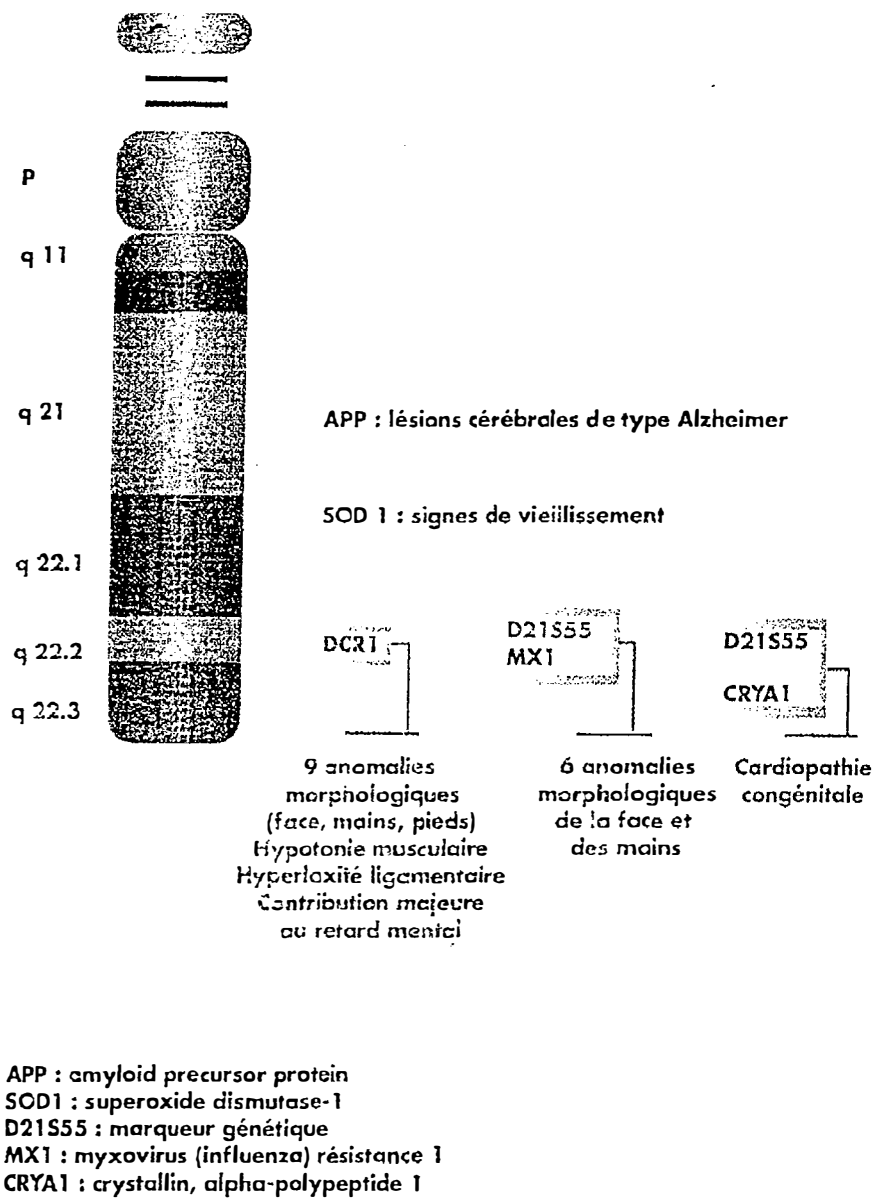 P
q 11
q 21
q 22.1
q 22.2
q 22.3
APP : lésions cérébrales de type Alzheimer
SOD 1 : signes de vieillissement
DCR1
D21S55
MX1
D21S55
CRYA1
9 anomalies
morphologiques
(face, mains, pieds)
Hypotonie musculaire
Hyperlaxité ligamentaire
Contribution majeure
au retard mental
6 anomalies
morphologiques
de la face et
des mains
Cardiopathie
congénitale
APP : amyloid precursor protein
SOD1 : superoxide dismutase-1
D21S55 : marqueur génétique
MX1 : myxovirus (influenza) résistance 1
CRYA1 : crystallin, alpha-polypeptide 1